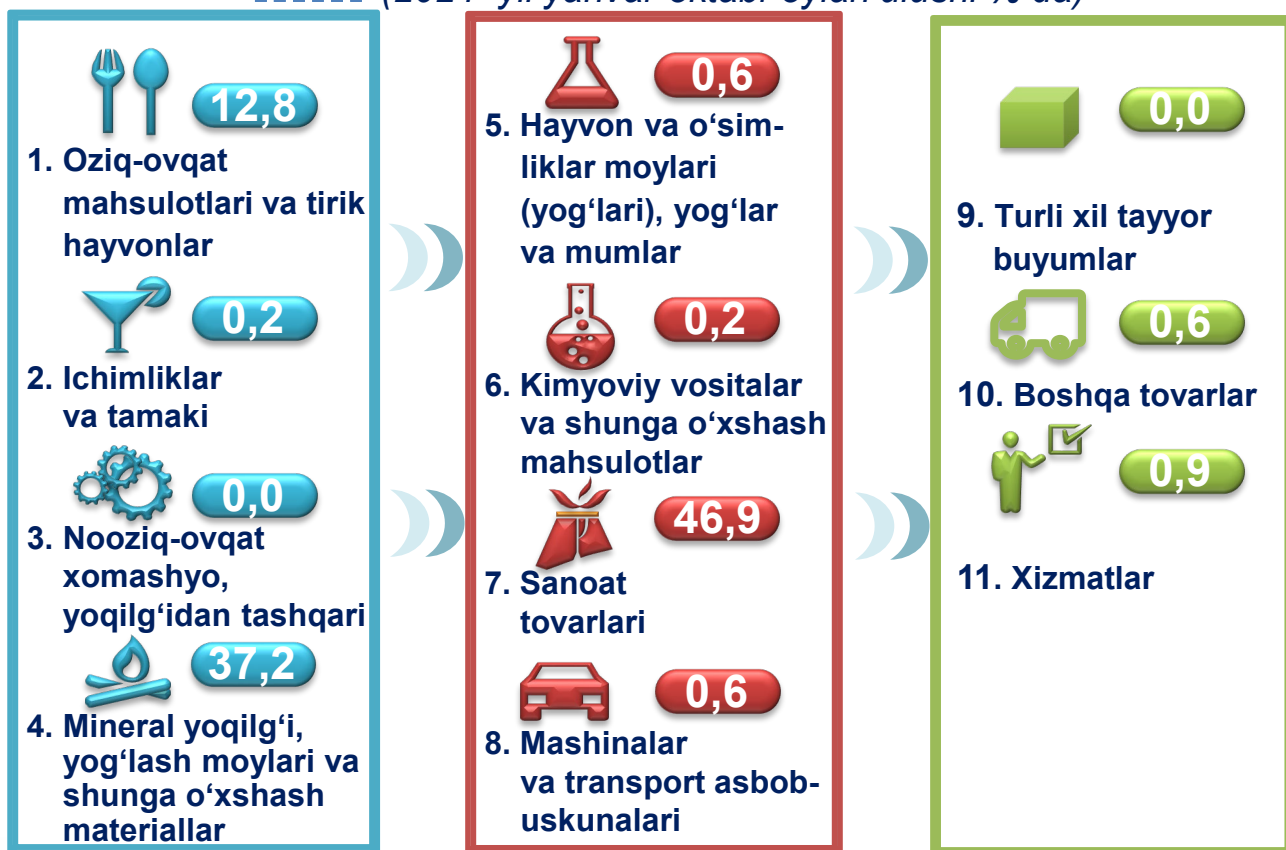 12,8
1. Oziq-ovqat
mahsulotlari va tirik
hayvonlar
0,2
2. Ichimliklar
va tamaki
0,0
3. Nooziq-ovqat
xomashyo,
yoqilg‘idan tashqari
37,2
4. Mineral yoqilg‘i,
yog‘lash moylari va
shunga o‘xshash
materiallar
0,6
5. Hayvon va o‘sim-
liklar moylari
(yog‘lari), yog‘lar
va mumlar
0,2
6. Kimyoviy vositalar
va shunga o‘xshash
mahsulotlar
46,9
7. Sanoat
tovarlari
0,6
8. Mashinalar
va transport asbob-
uskunalari
0,0
9. Turli xil tayyor
buyumlar
0,6
10. Boshqa tovarlar
0,9
11. Xizmatlar